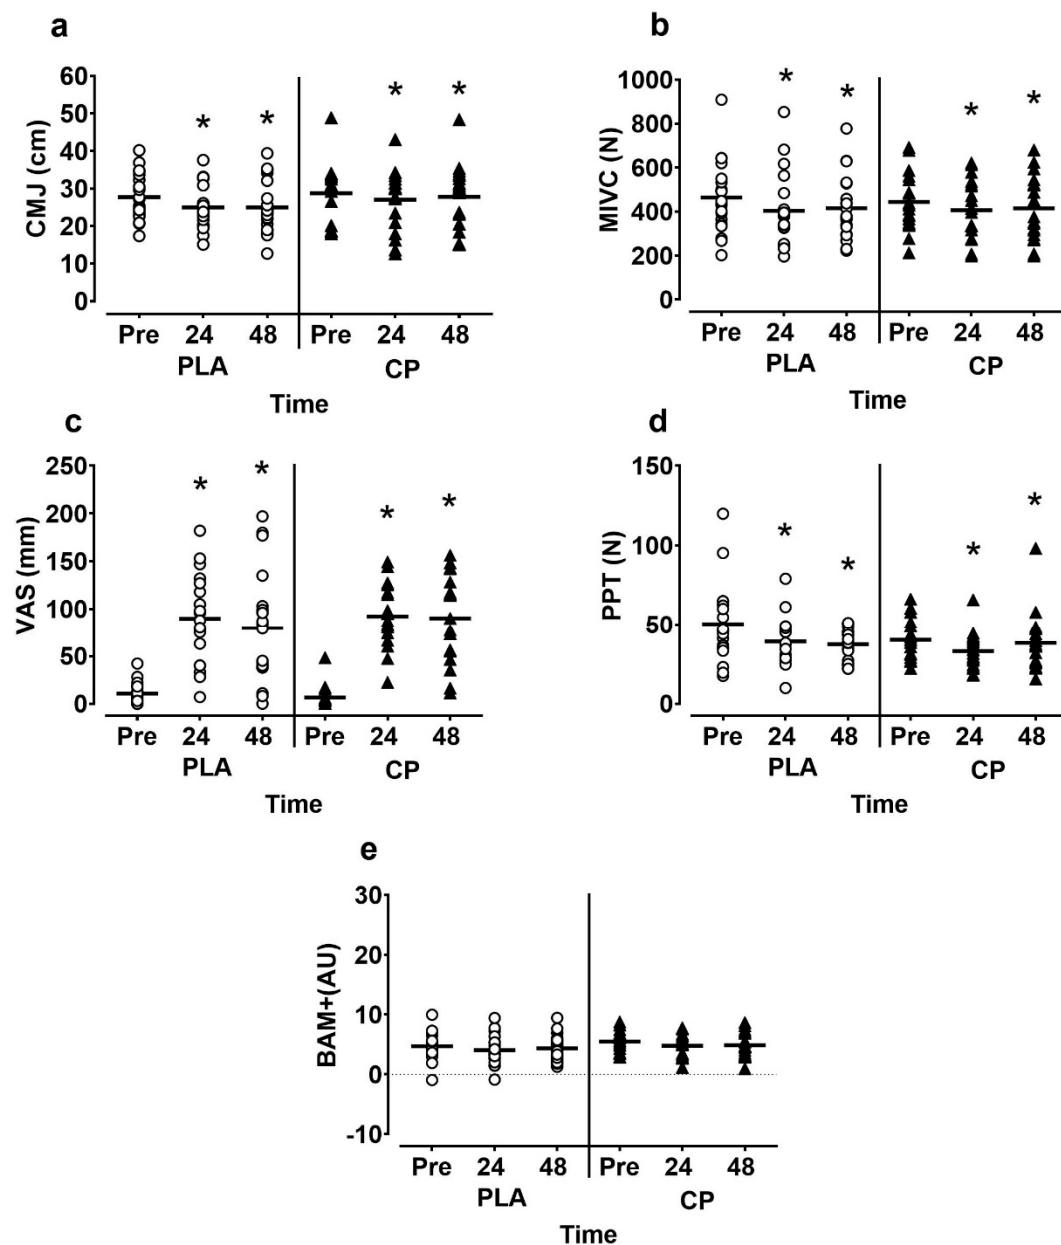 a
60
50
40
30
20
10
0
CMJ (cm)
* * * *
Pre 24 48 Pre 24 48
PLA CP
Time
b
1000
800
600
400
200
0
MIVC (N)
* * * *
Pre 24 48 Pre 24 48
PLA CP
Time
c
250
200
150
100
50
0
VAS (mm)
* * * *
Pre 24 48 Pre 24 48
PLA CP
Time
d
150
100
50
0
PPT (N)
* * * *
Pre 24 48 Pre 24 48
PLA CP
Time
e
30
20
10
0
-10
BAM+(AU)
Pre 24 48 Pre 24 48
PLA CP
Time